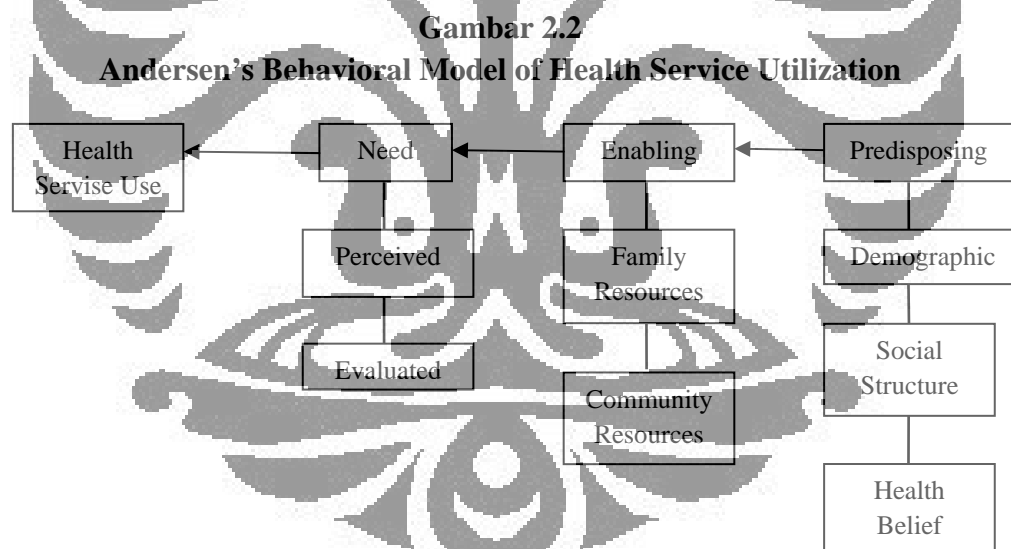 Gambar 2.2
Andersen's Behavioral Model of Health Service Utilization
Health
Servise Use
Need
Enabling
Predisposing
Perceived
Family
Resources
Demographic
Evaluated
Social
Structure
Community
Resources
Health
Belief